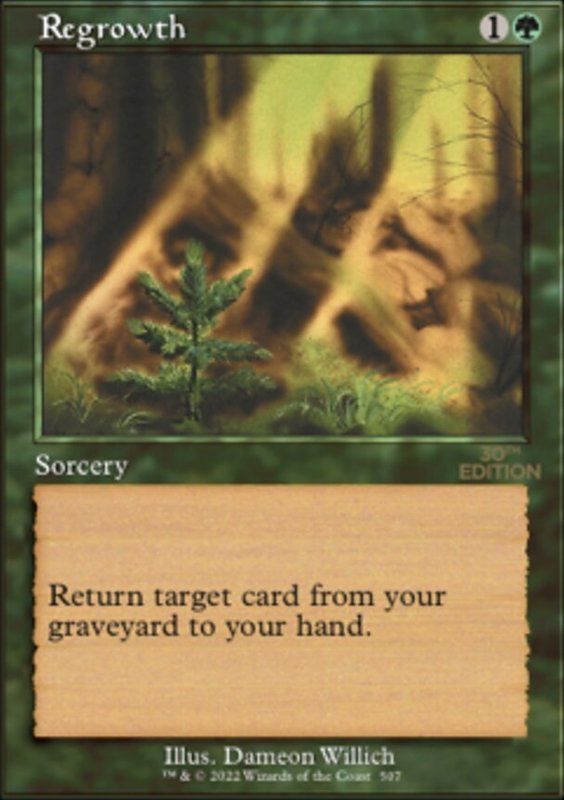 Regrowth 1
Sorcery
30TH
EDITION
Return target card from your
graveyard to your hand.
Illus. Dameon Willich
™ & © 2022 Wizards of the Coast 507